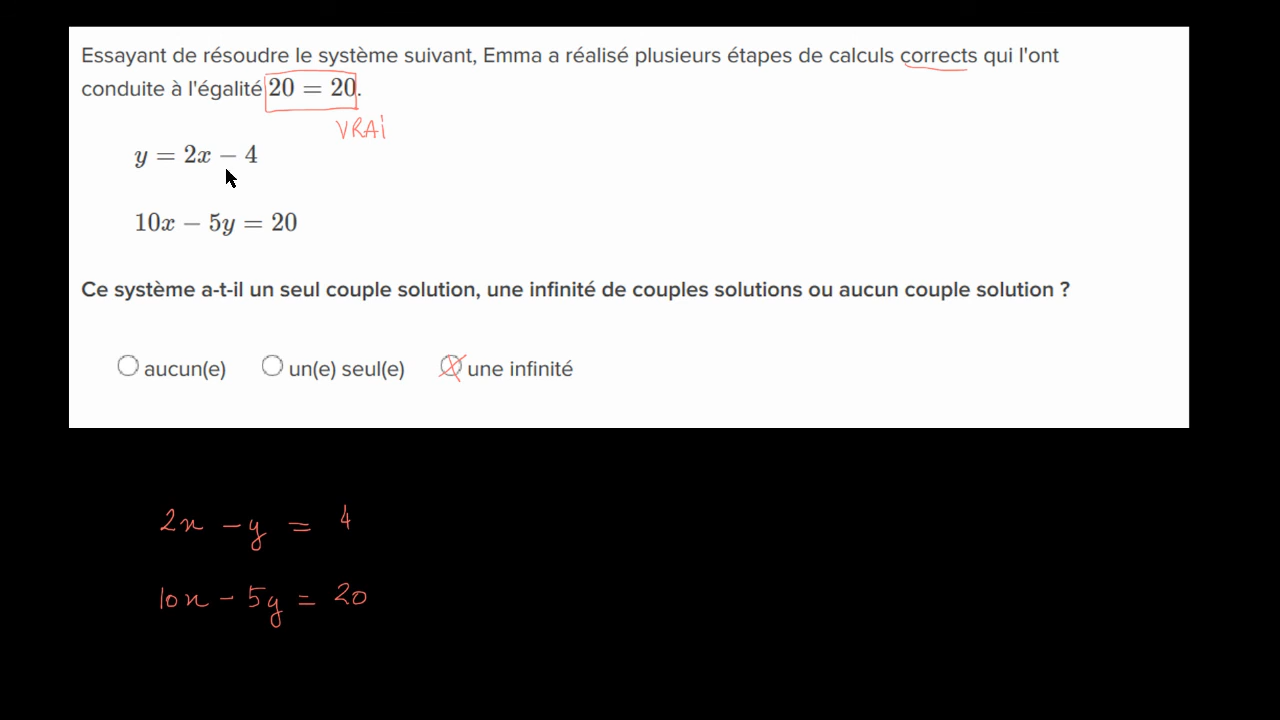 Essayant de résoudre le système suivant, Emma a réalisé plusieurs étapes de calculs corrects qui l'ont
conduite à l'égalité 20 = 20.
VRAi
y = 2x − 4
10x − 5y = 20
Ce système a-t-il un seul couple solution, une infinité de couples solutions ou aucun couple solution ?
aucun(e) un(e) seul(e) une infinité
2x − y = 4
10x − 5y = 20